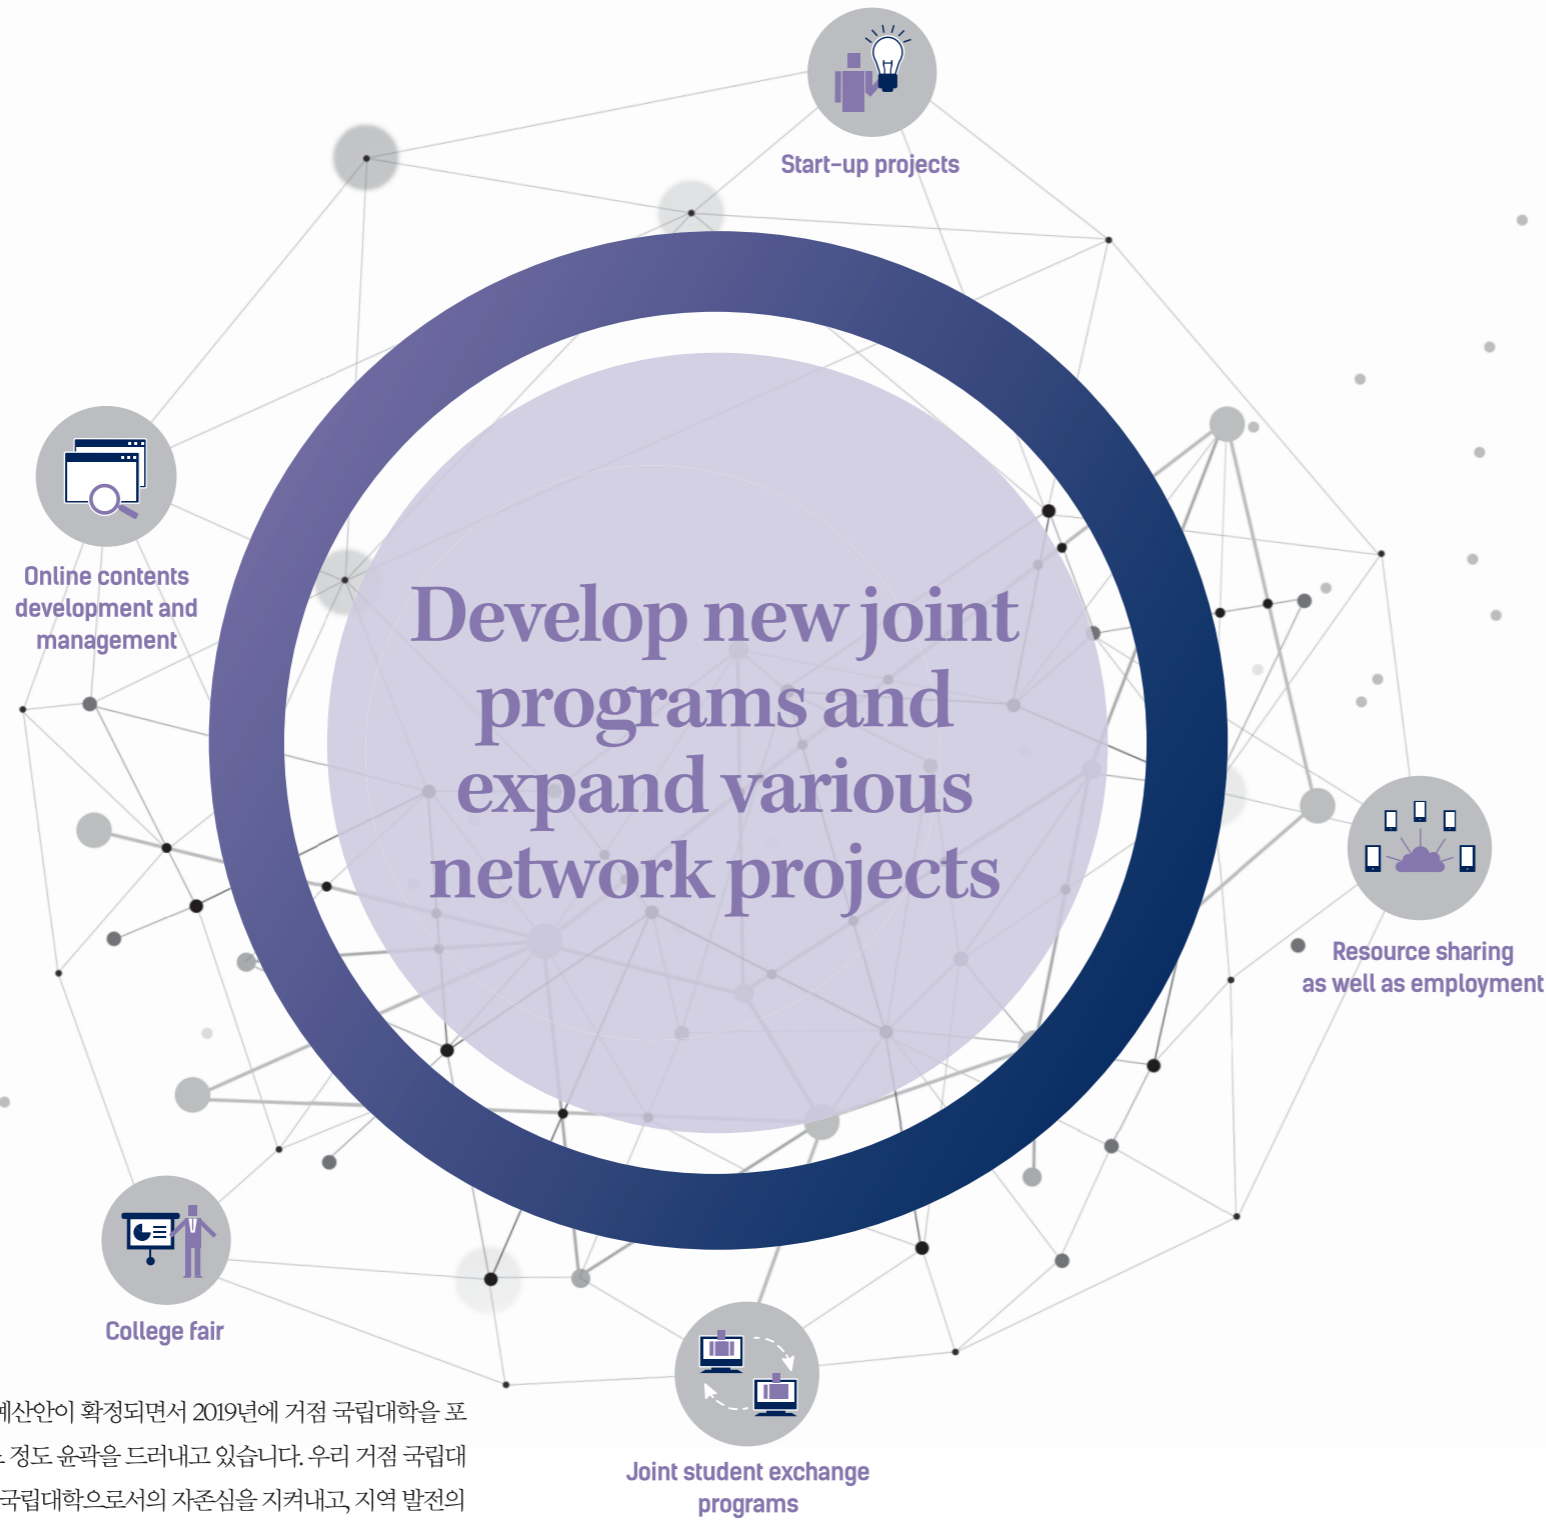 Start-up projects
Online contents
development and
management
Develop new joint
programs and
expand various
network projects
Resource sharing
as well as employment
College fair
Joint student exchange
programs
예산안이 확정되면서 2019년에 거점 국립대학을 포
정도 윤곽을 드러내고 있습니다. 우리 거점 국립대
국립대학으로서의 자존심을 지켜내고, 지역 발전의